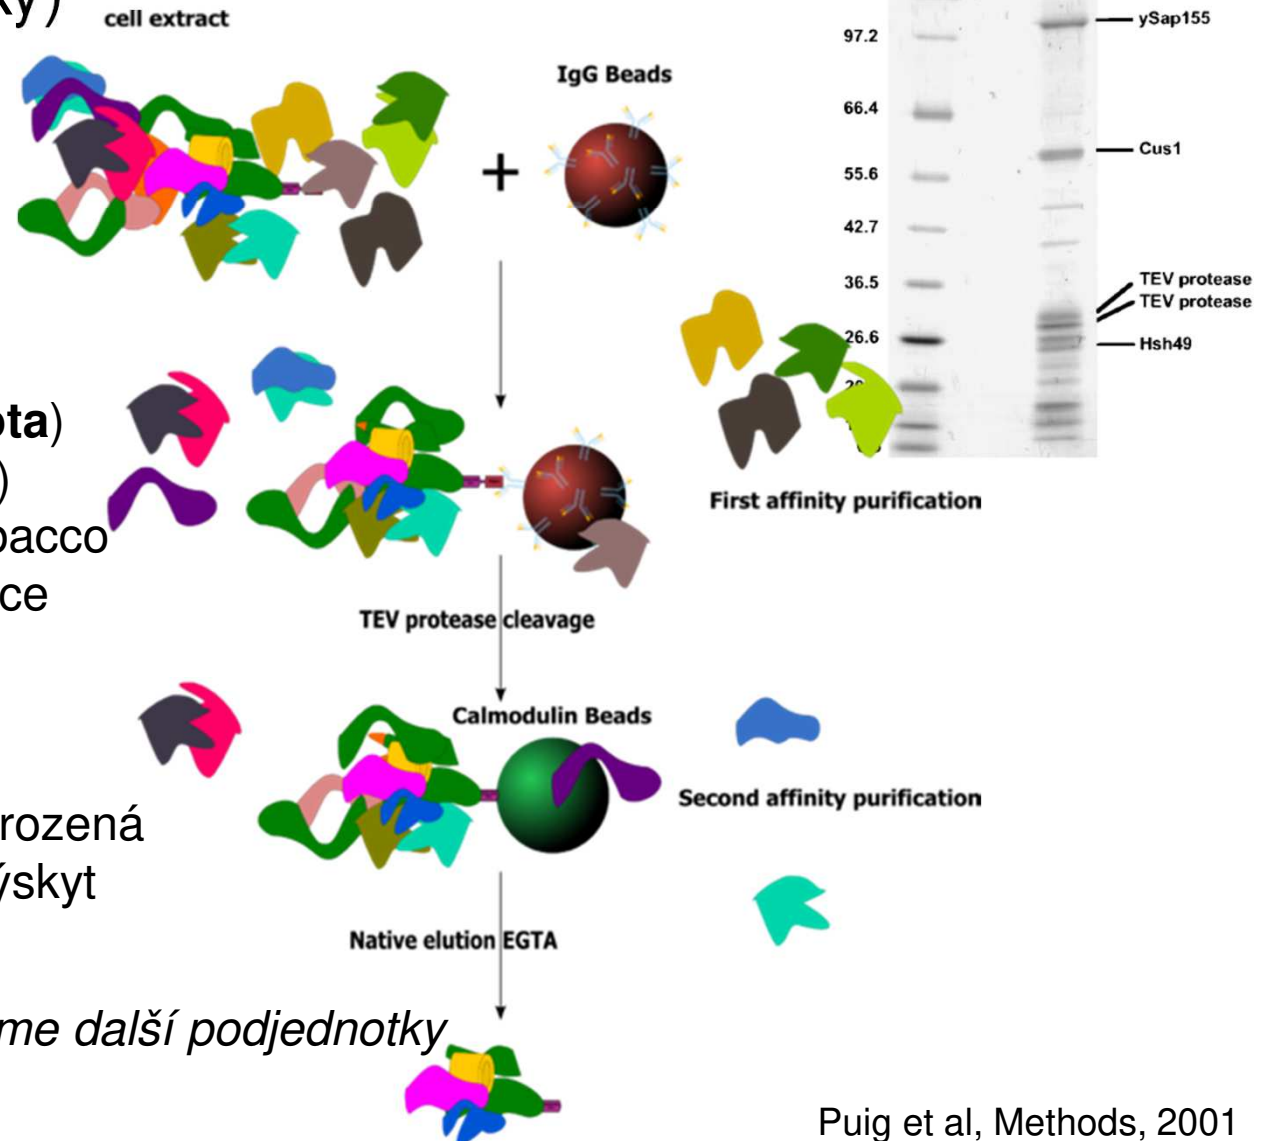 ky)
cell extract
IgG Beads
ySap155
97.2
66.4
Cus1
55.6
42.7
36.5
TEV protease
TEV protease
26.6
Hsh49
ota)
)
bacco
ce
First affinity purification
TEV protease cleavage
Calmodulin Beads
Second affinity purification
rozená
ýskyt
Native elution EGTA
me další podjednotky
Puig et al, Methods, 2001